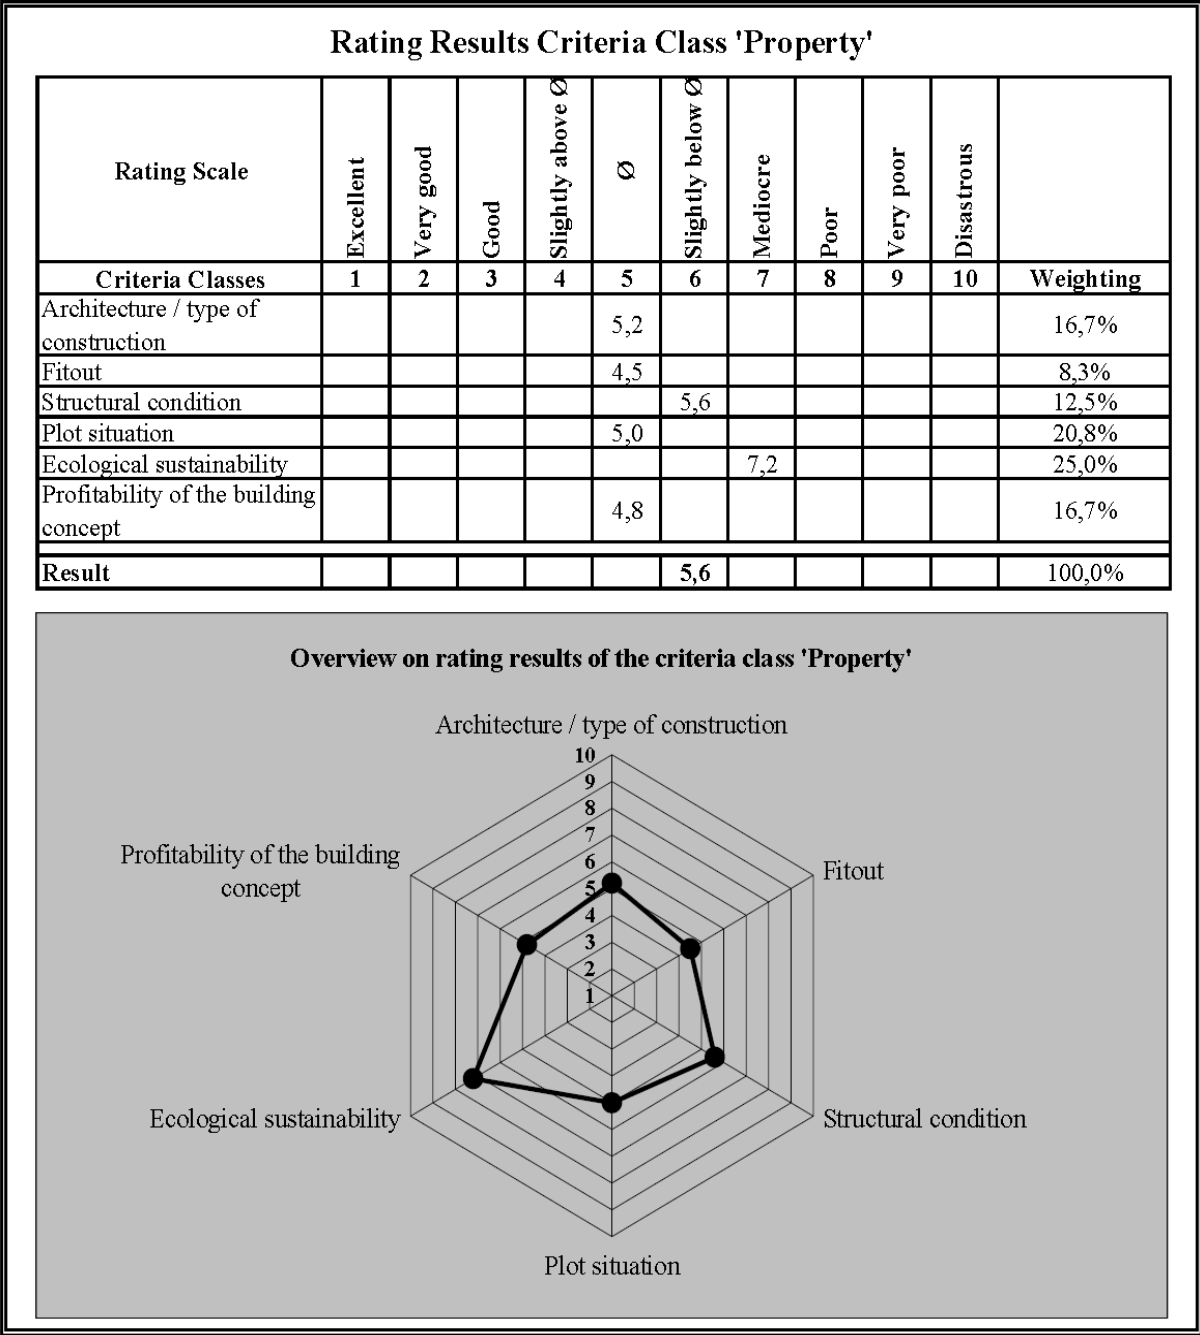 Rating Results Criteria Class 'Property'
Rating Scale
Excellent
Very good
Good
Slightly above Ø
Ø
Slightly below Ø
Mediocre
Poor
Very poor
Disastrous
Criteria Classes 1 2 3 4 5 6 7 8 9 10 Weighting
Architecture / type of
construction
5,2 16,7%
Fitout 4,5 8,3%
Structural condition 5,6 12,5%
Plot situation 5,0 20,8%
Ecological sustainability 7,2 25,0%
Profitability of the building
concept
4,8 16,7%
Result 5,6 100,0%
Overview on rating results of the criteria class 'Property'
Architecture / type of construction
10
9
8
7
6
5
4
3
2
1
Profitability of the building
concept
Fitout
Ecological sustainability
Structural condition
Plot situation